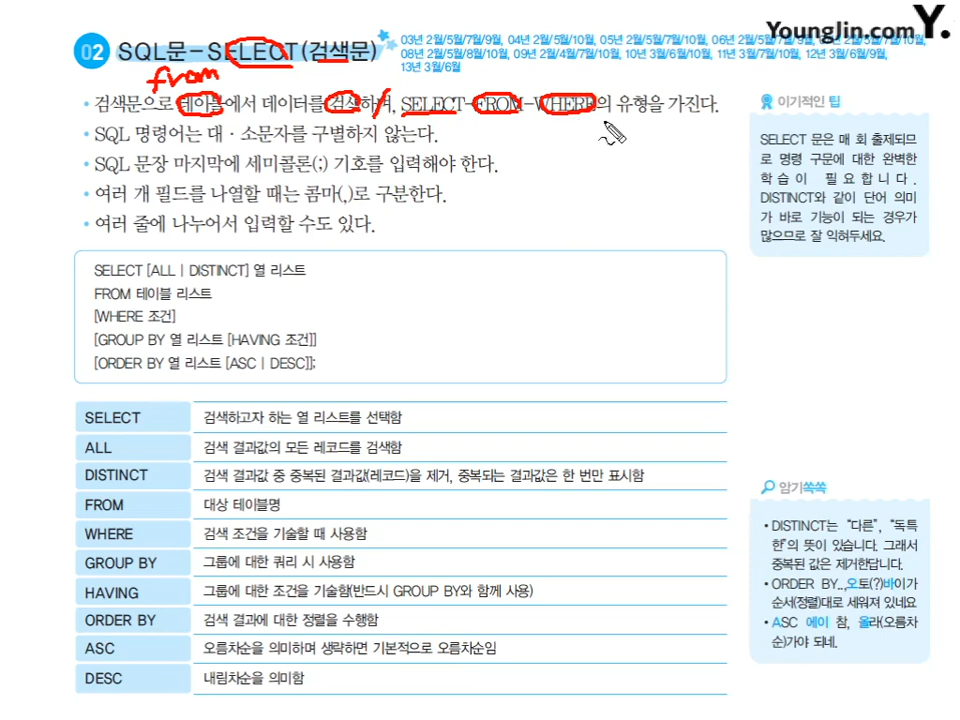 Younglin.com Y.
02 SQL문-SELECT(검색문)
03년 2월/5월/7월/9월, 04년 2월/5월/10월, 05년 2월/5월/7월/10월, 06년 2월/5월
08년 2월/5월/8월/10월, 09년 2월/4월/7월/10월, 10년 3월/6월/10월, 11년 3월/7월/10월, 12년 3월/6월/9월
13년 3월/6월
from
• 검색문으로 테이블에서 데이터를 검색하며, SELECT-FROM-WHERE의 유형을 가진다.
• SQL 명령어는 대 · 소문자를 구별하지 않는다.
• SQL 문장 마지막에 세미콜론(;) 기호를 입력해야 한다.
• 여러 개 필드를 나열할 때는 콤마(,)로 구분한다.
• 여러 줄에 나누어서 입력할 수도 있다.
SELECT [ALL | DISTINCT] 열 리스트
FROM 테이블 리스트
[WHERE 조건]
[GROUP BY 열 리스트 [HAVING 조건]]
[ORDER BY 열 리스트 [ASC | DESC]];
SELECT 검색하고자 하는 열 리스트를 선택함
ALL 검색 결과값의 모든 레코드를 검색함
DISTINCT 검색 결과값 중 중복된 결과값(레코드)을 제거, 중복되는 결과값은 한 번만 표시함
FROM 대상 테이블명
WHERE 검색 조건을 기술할 때 사용함
GROUP BY 그룹에 대한 쿼리 시 사용함
HAVING 그룹에 대한 조건을 기술함(반드시 GROUP BY와 함께 사용)
ORDER BY 검색 결과에 대한 정렬을 수행함
ASC 오름차순을 의미하며 생략하면 기본적으로 오름차순임
DESC 내림차순을 의미함
이기적인 팁
SELECT 문은 매 회 출제되므
로 명령 구문에 대한 완벽한
학습이 필요합니다.
DISTINCT와 같이 단어 의미
가 바로 기능이 되는 경우가
많으므로 잘 익혀두세요.
암기쏙쏙
• DISTINCT는 "다른", "독특
한"의 뜻이 있습니다. 그래서
중복된 값은 제거한답니다.
• ORDER BY..,오토(?)바이가
순서(정렬)대로 세워져 있네요
• ASC 에이 참, 올라(오름차
순)가야 되네.